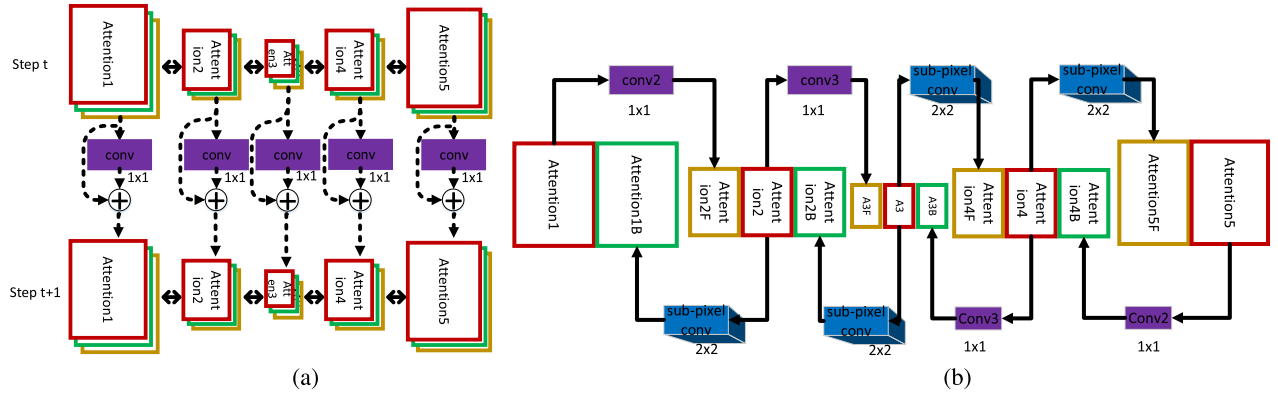 Step t
Attention1
Attent
ion2
Att
en3
Attent
ion4
Attention5
conv
1x1
conv
1x1
conv
1x1
conv
1x1
conv
1x1
Step t+1
Attention1
Attent
ion2
Att
en3
Attent
ion4
Attention5
(a)
conv2
1x1
conv3
1x1
sub-pixel
conv
2x2
sub-pixel
conv
2x2
Attention1
Attention1B
Attent
ion2F
Attent
ion2
Attent
ion2B
A3F
A3
A3B
Attent
ion4F
Attent
ion4
Attent
ion4B
Attention5F
Attention5
sub-pixel
conv
2x2
sub-pixel
conv
2x2
Conv3
1x1
Conv2
1x1
(b)